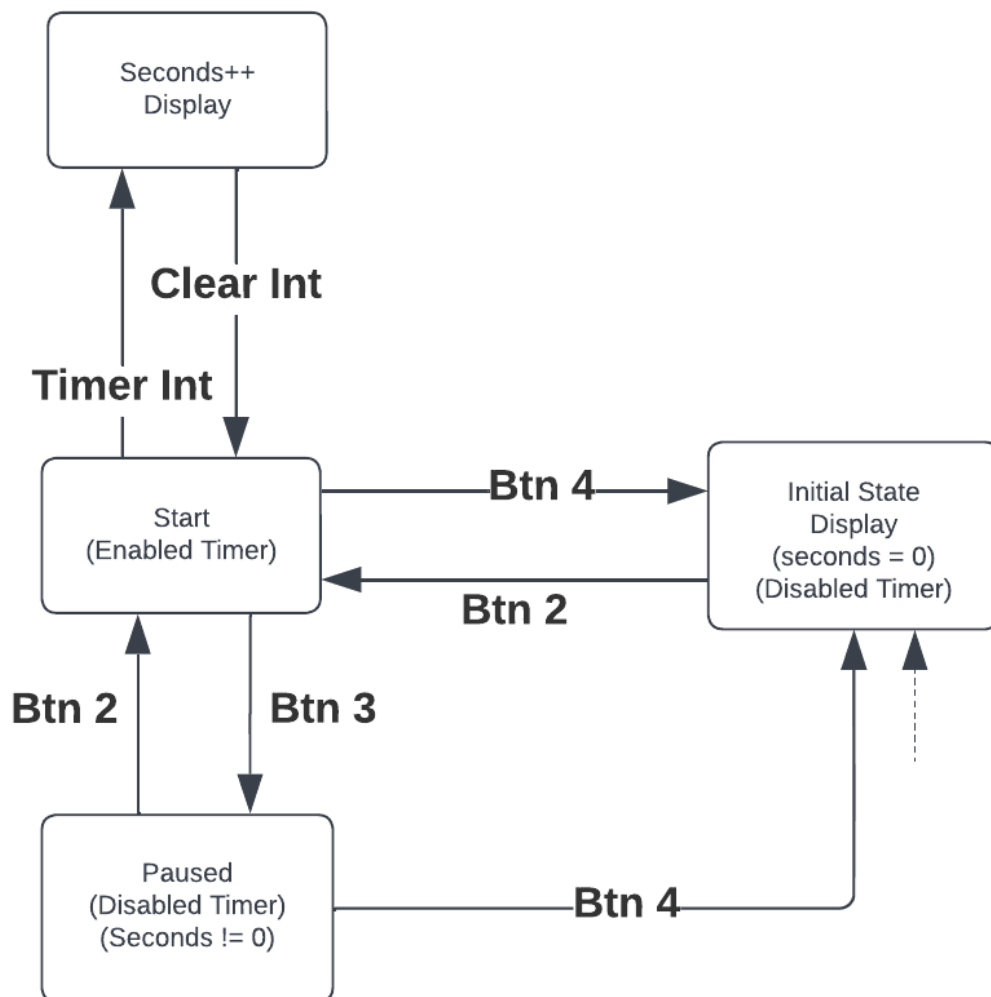 Seconds++
Display
Clear Int
Timer Int
Start
(Enabled Timer)
Btn 4
Initial State
Display
(seconds = 0)
(Disabled Timer)
Btn 2
Btn 2
Btn 3
Paused
(Disabled Timer)
(Seconds != 0)
Btn 4